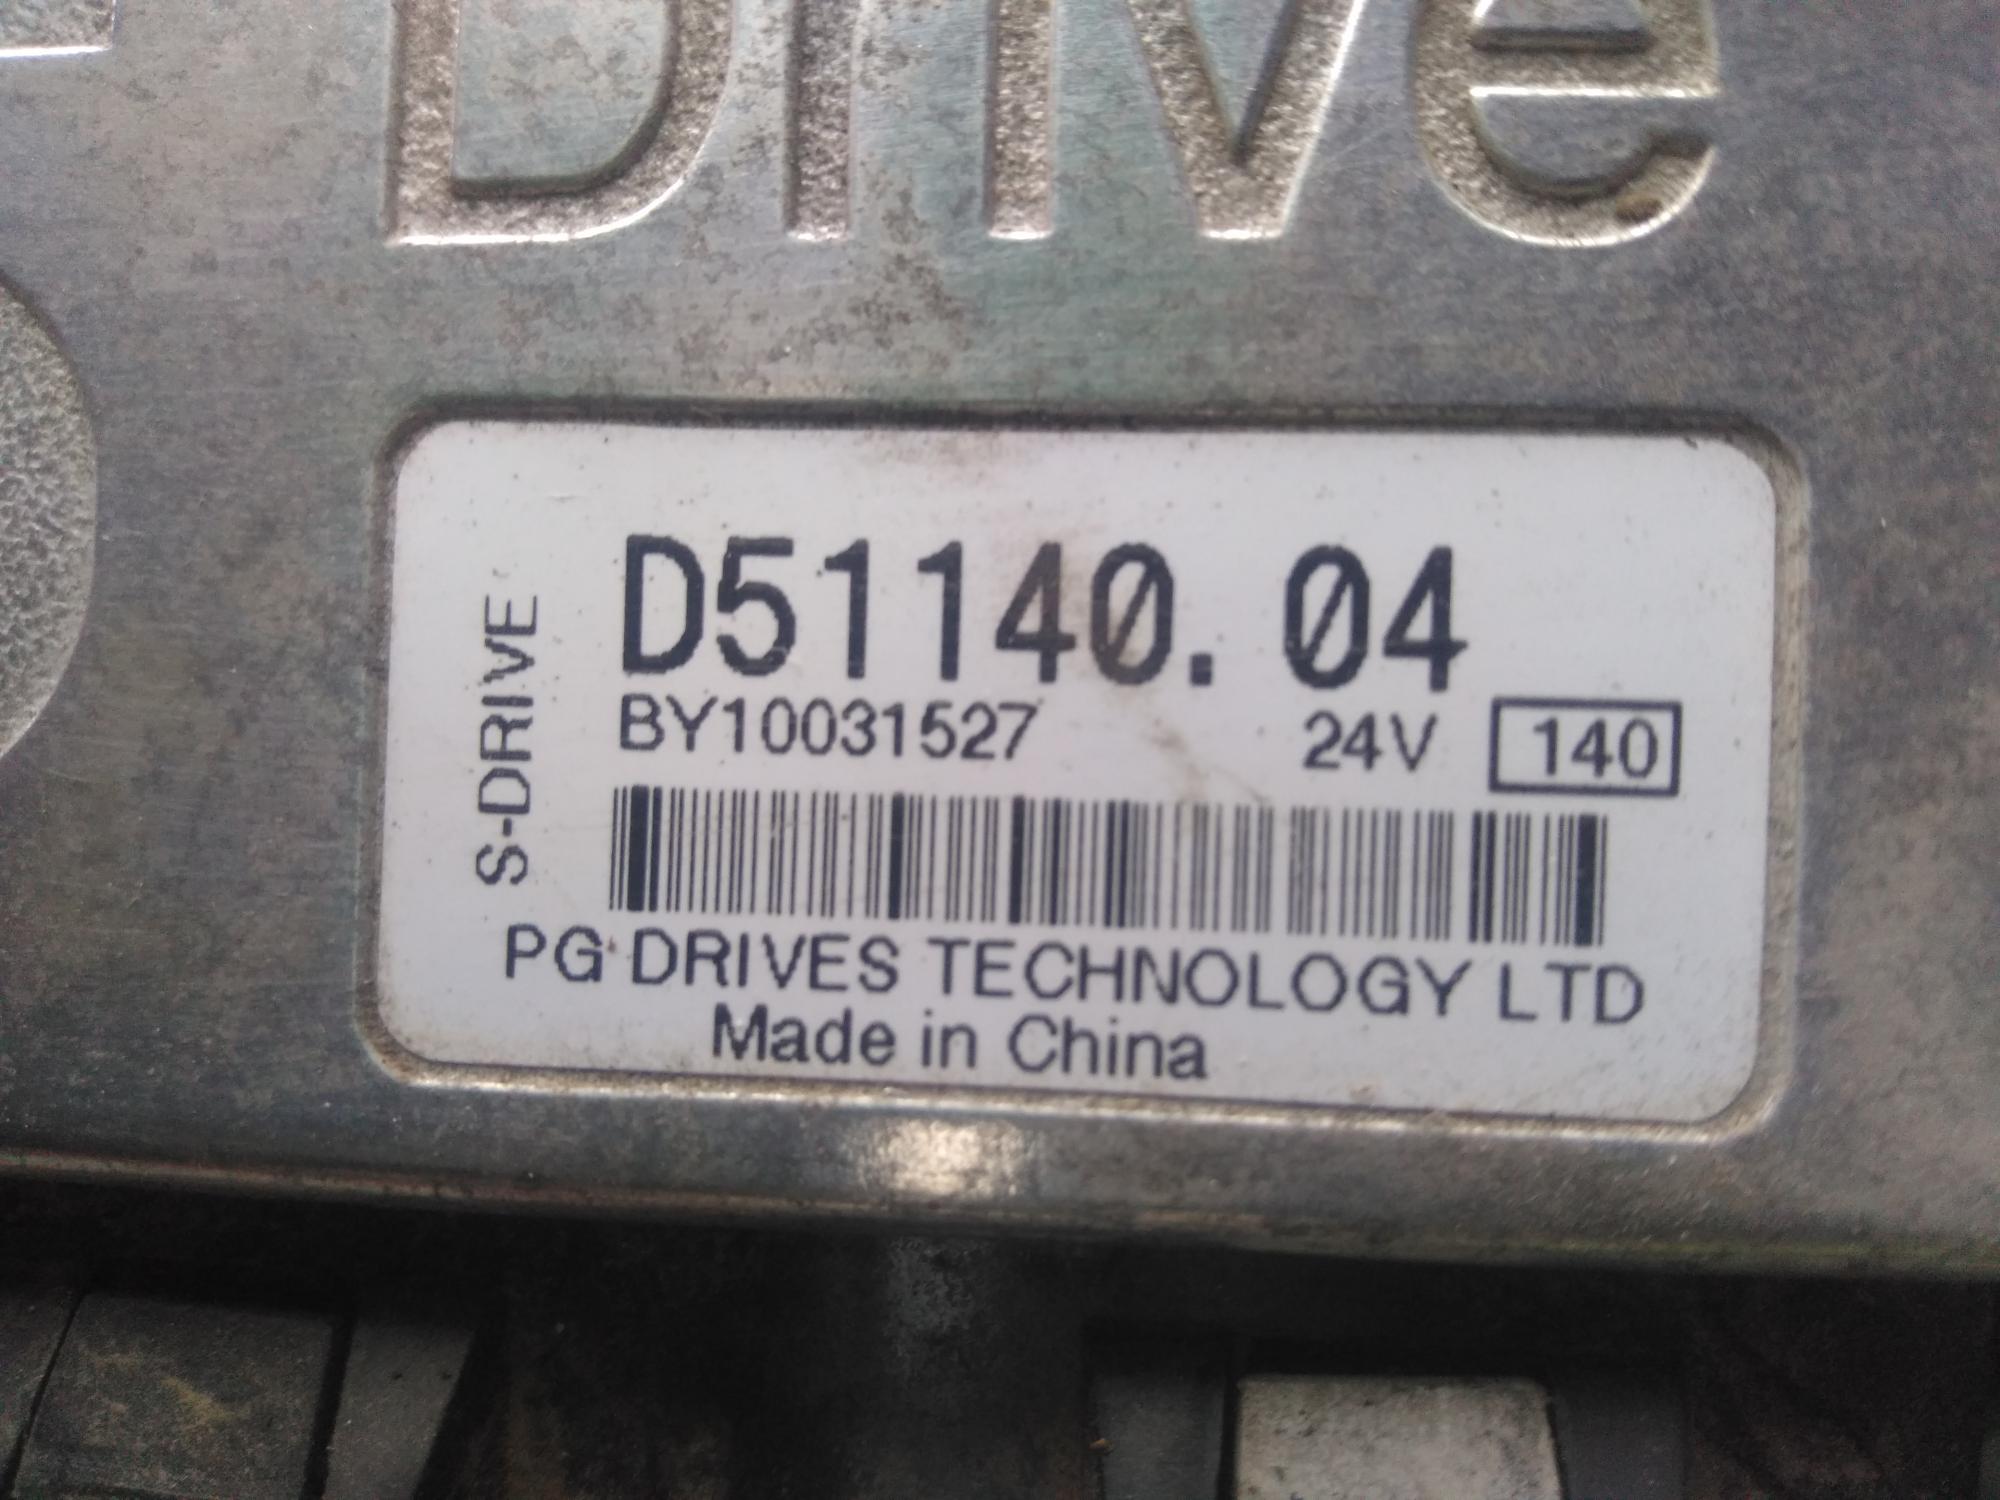 Drive
D51140.04
BY10031527 24V 140
S-DRIVE
PG DRIVES TECHNOLOGY LTD
Made in China